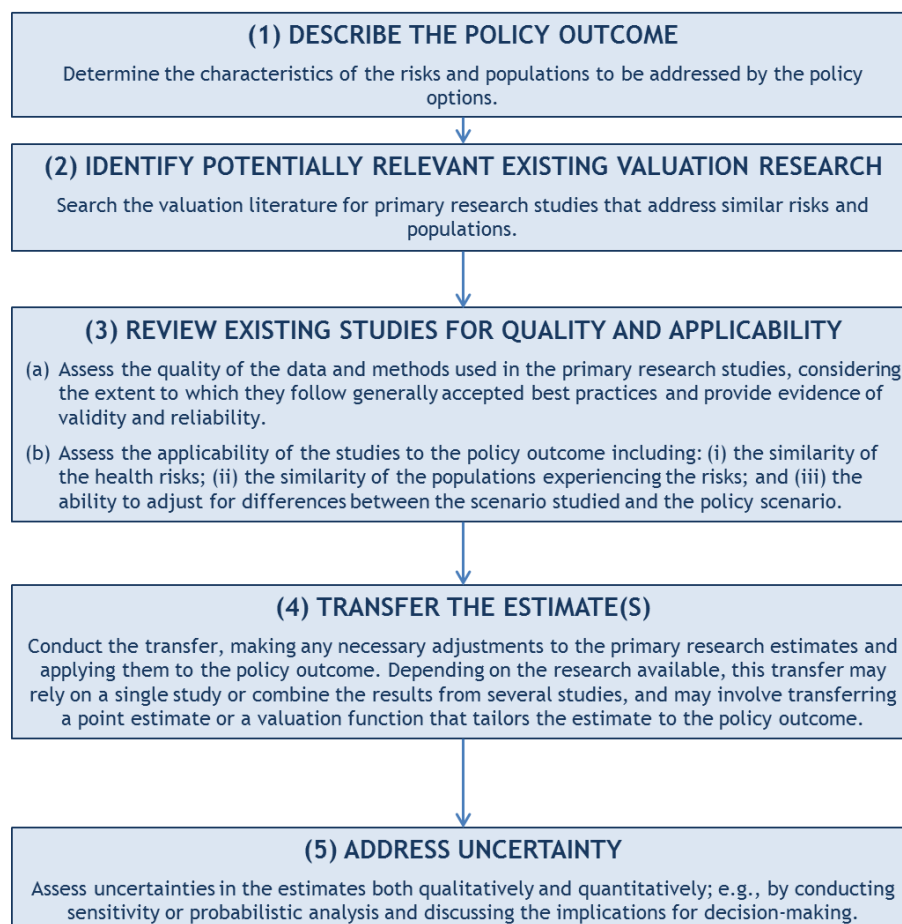 (1) DESCRIBE THE POLICY OUTCOME
Determine the characteristics of the risks and populations to be addressed by the policy
options.
(2) IDENTIFY POTENTIALLY RELEVANT EXISTING VALUATION RESEARCH
Search the valuation literature for primary research studies that address similar risks and
populations.
(3) REVIEW EXISTING STUDIES FOR QUALITY AND APPLICABILITY
(a) Assess the quality of the data and methods used in the primary research studies, considering
the extent to which they follow generally accepted best practices and provide evidence of
validity and reliability.
(b) Assess the applicability of the studies to the policy outcome including: (i) the similarity of
the health risks; (ii) the similarity of the populations experiencing the risks; and (iii) the
ability to adjust for differences between the scenario studied and the policy scenario.
(4) TRANSFER THE ESTIMATE(S)
Conduct the transfer, making any necessary adjustments to the primary research estimates and
applying them to the policy outcome. Depending on the research available, this transfer may
rely on a single study or combine the results from several studies, and may involve transferring
a point estimate or a valuation function that tailors the estimate to the policy outcome.
(5) ADDRESS UNCERTAINTY
Assess uncertainties in the estimates both qualitatively and quantitatively; e.g., by conducting
sensitivity or probabilistic analysis and discussing the implications for decision-making.